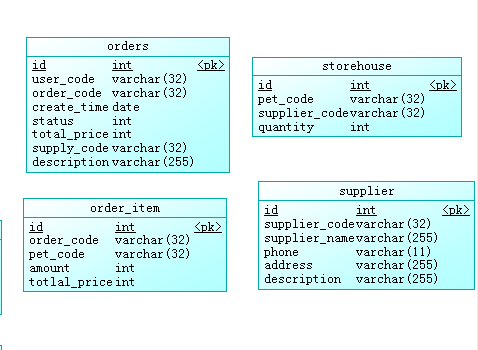 orders
id int <pk>
user_code varchar(32)
order_code varchar(32)
create_time date
status int
total_price int
supply_code varchar(32)
description varchar(255)
storehouse
id int <pk>
pet_code varchar(32)
supplier_code varchar(32)
quantity int
order_item
id int <pk>
order_code varchar(32)
pet_code varchar(32)
amount int
totlal_price int
supplier
id int <pk>
supplier_code varchar(32)
supplier_name varchar(255)
phone varchar(11)
address varchar(255)
description varchar(255)